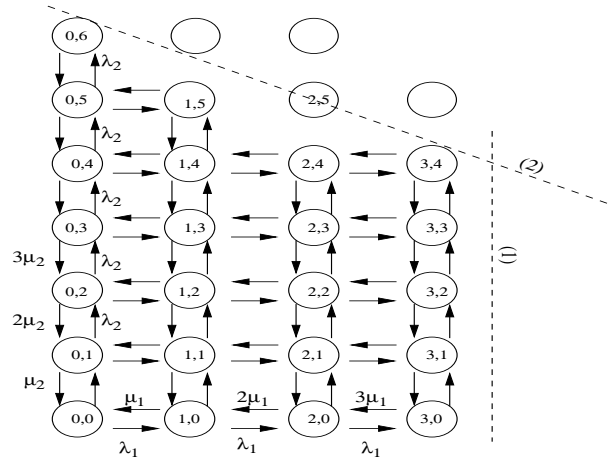 0,6
λ2
0,5 1,5 2,5
λ2
0,4 1,4 2,4 3,4 (2)
λ2
0,3 1,3 2,3 3,3 (1)
3μ2 λ2
0,2 1,2 2,2 3,2
2μ2 λ2
0,1 1,1 2,1 3,1
μ2 μ1 2μ1 3μ1
0,0 1,0 2,0 3,0
λ1 λ1 λ1